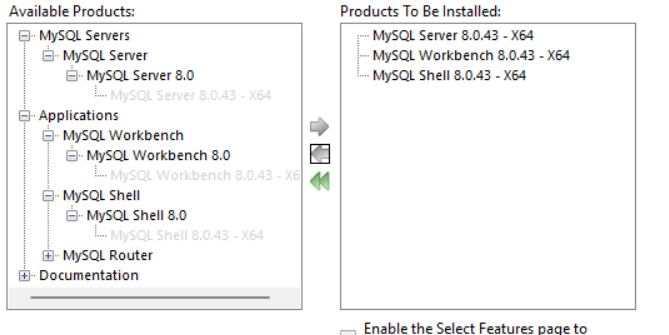 Available Products:
MySQL Servers
MySQL Server
MySQL Server 8.0
MySQL Server 8.0.43 - X64
Applications
MySQL Workbench
MySQL Workbench 8.0
MySQL Workbench 8.0.43 - X6
MySQL Shell
MySQL Shell 8.0
MySQL Shell 8.0.43 - X64
MySQL Router
Documentation
Products To Be Installed:
MySQL Server 8.0.43 - X64
MySQL Workbench 8.0.43 - X64
MySQL Shell 8.0.43 - X64
Enable the Select Features page to